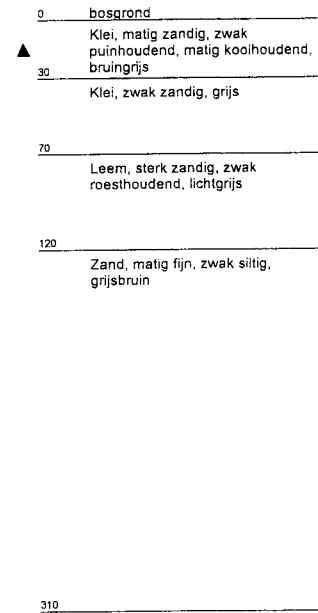 0 bosgrond
Klei, matig zandig, zwak
puinhoudend, matig koolhoudend,
bruingrijs
30
Klei, zwak zandig, grijs
70
Leem, sterk zandig, zwak
roesthoudend, lichtgrijs
120
Zand, matig fijn, zwak siltig,
grijsbruin
310